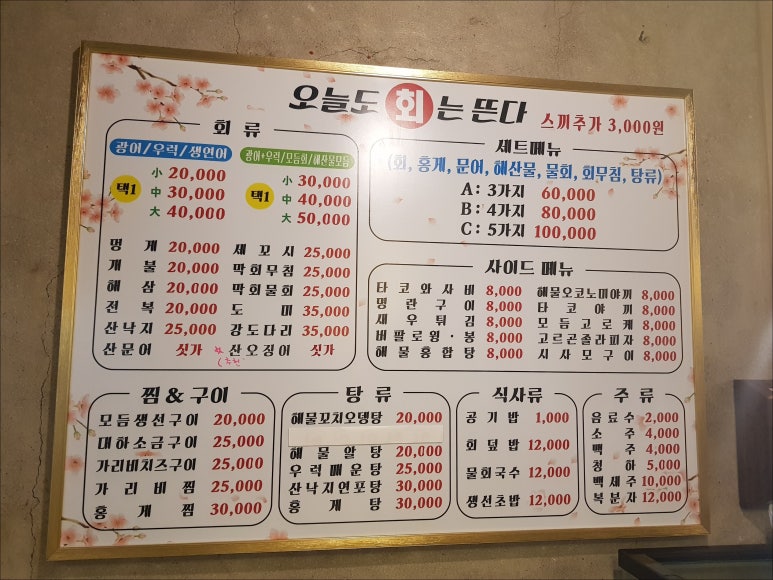 오늘도 회는 뜬다 스끼추가 3,000원
회 류
광어/우럭/생연어
택1
小 20,000
中 30,000
大 40,000
광어+우럭/모듬회/해산물모듬
택1
小 30,000
中 40,000
大 50,000
멍 게 20,000
개 불 20,000
해 삼 20,000
전 복 20,000
산낙지 25,000
산문어 싯가
세 꼬 시 25,000
막회무침 25,000
막회물회 25,000
도 미 35,000
강도다리 35,000
산오징어 싯가
세트메뉴
(회, 홍게, 문어, 해산물, 물회, 회무침, 탕류)
A: 3가지 60,000
B: 4가지 80,000
C: 5가지 100,000
사이드 메뉴
타코와사비 8,000
명란구이 8,000
새우튀김 8,000
버팔로윙·봉 8,000
해물홍합탕 8,000
해물오코노미야끼 8,000
타코야끼 8,000
모듬고로케 8,000
고르곤졸라피자 8,000
시사모구이 8,000
찜&구이
모듬생선구이 20,000
대하소금구이 25,000
가리비치즈구이 25,000
가리비찜 25,000
홍게찜 30,000
탕 류
해물꼬치오뎅탕 20,000
해물알탕 20,000
우럭매운탕 25,000
산낙지연포탕 30,000
홍게탕 30,000
식사류
공기밥 1,000
회덮밥 12,000
물회국수 12,000
생선초밥 12,000
주 류
음료수 2,000
소주 4,000
맥주 4,000
청하 5,000
백세주 10,000
복분자 12,000